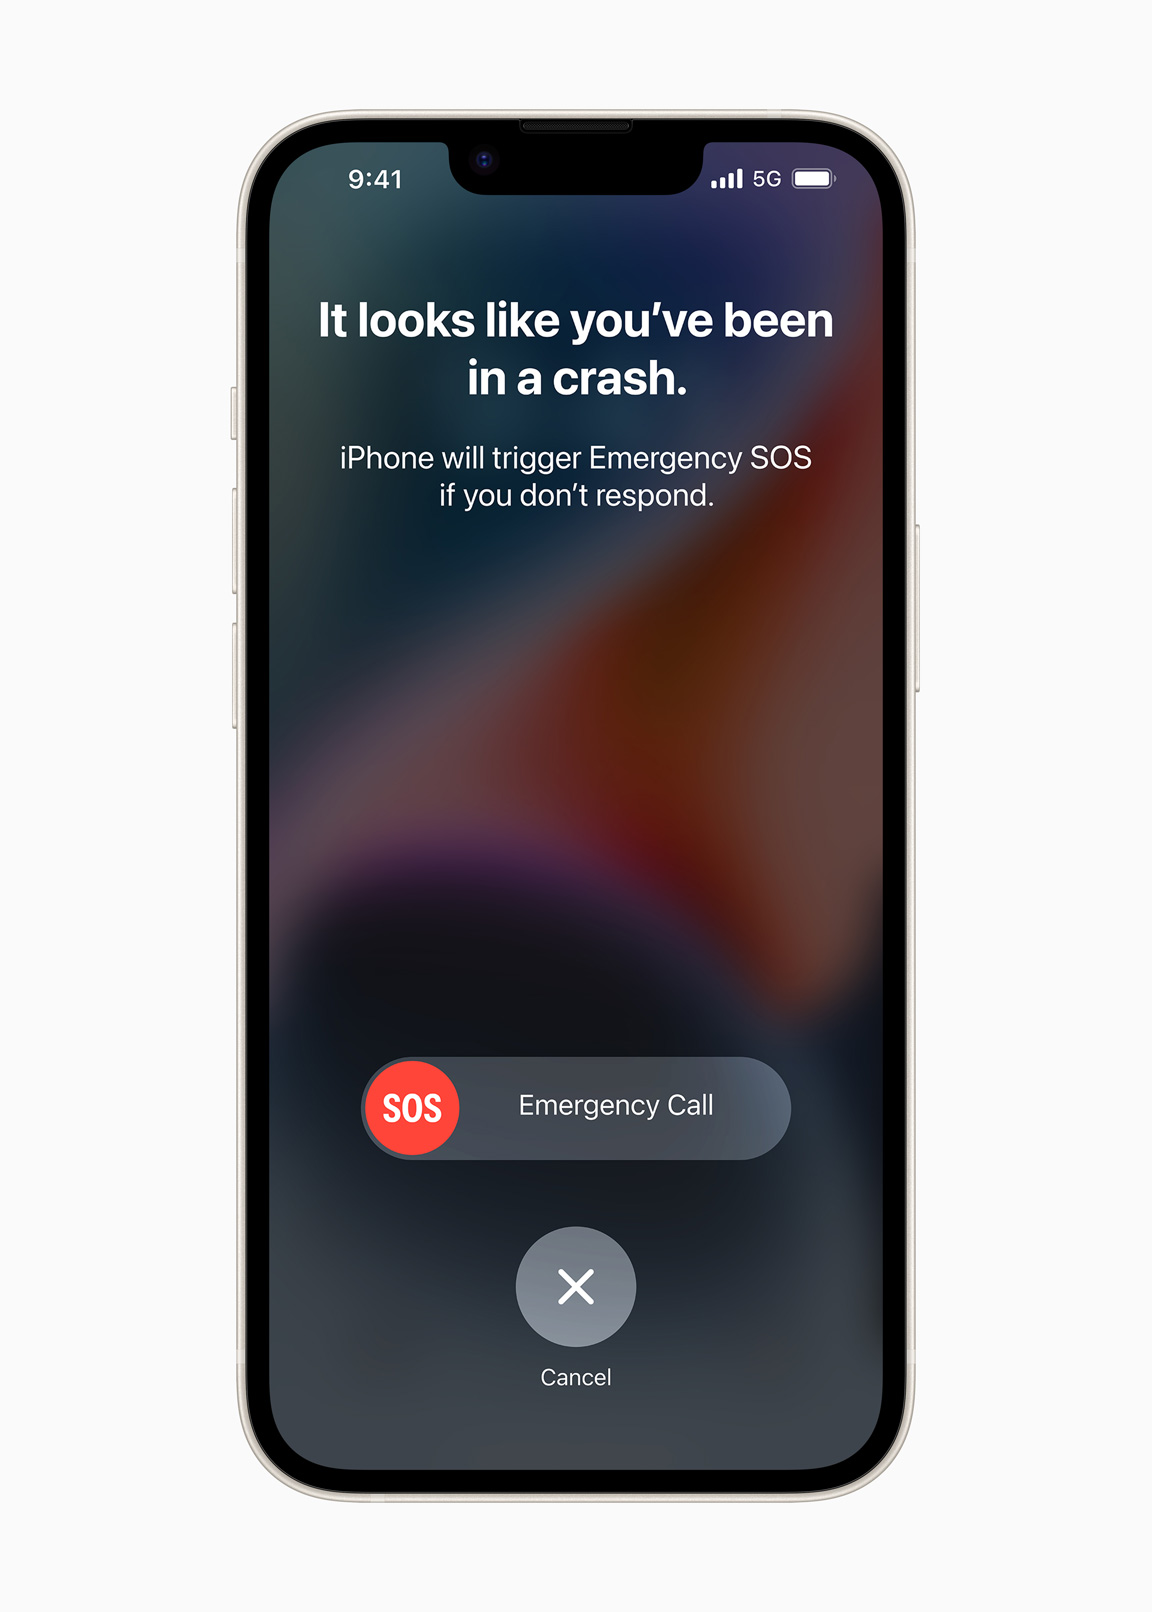 9:41
5G
It looks like you’ve been
in a crash.
iPhone will trigger Emergency SOS
if you don’t respond.
SOS
Emergency Call
Cancel